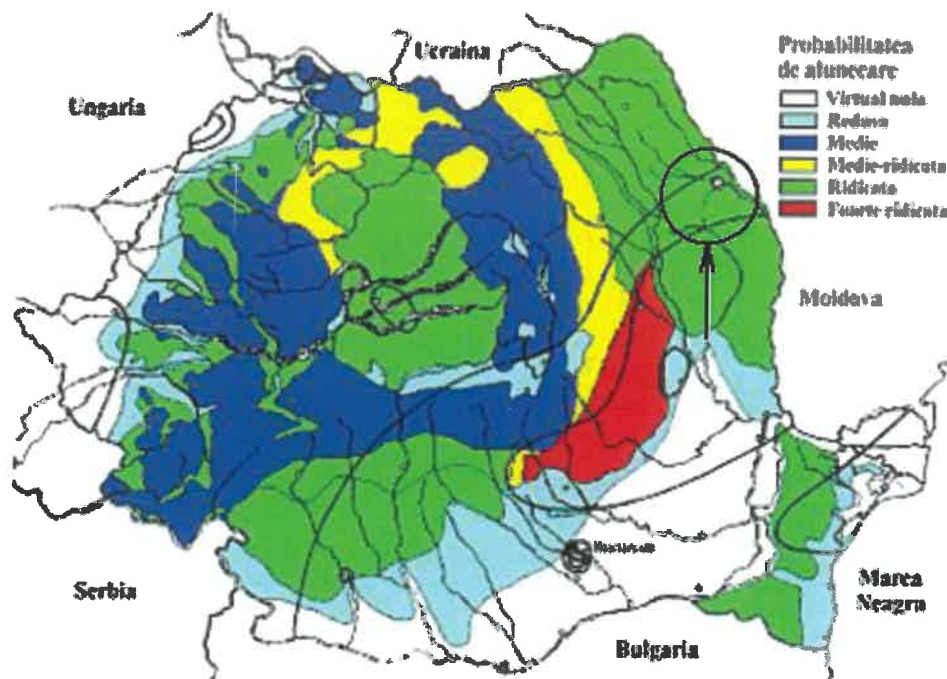 Ucraina
Ungaria
Probabilitatea
de alunecare
Virtual nula
Redusa
Medie
Medie-ridicata
Ridicata
Foarte ridicata
Moldova
Serbia
Marea
Neagra
Bulgaria